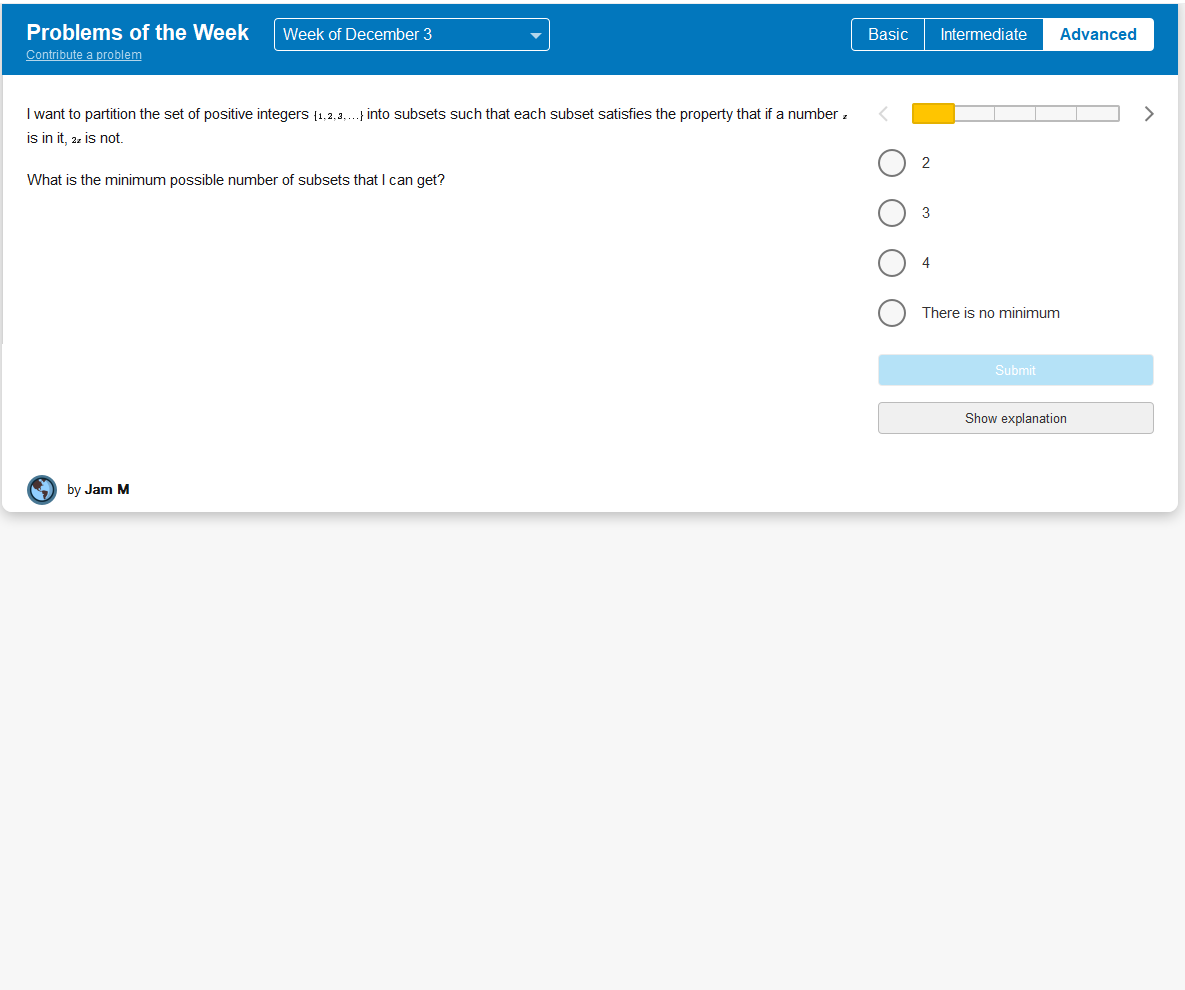 Problems of the Week
Week of December 3
Basic
Intermediate
Advanced
Contribute a problem
I want to partition the set of positive integers {1,2,3,...} into subsets such that each subset satisfies the property that if a number x
is in it, 2x is not.
What is the minimum possible number of subsets that I can get?
2
3
4
There is no minimum
Submit
Show explanation
by Jam M